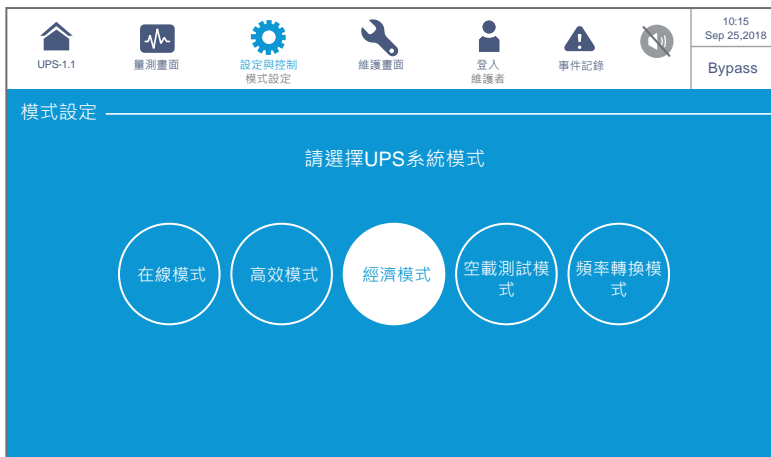 UPS-1.1
量測畫面
設定與控制
模式設定
維護畫面
登入
維護者
事件記錄
10:15
Sep 25,2018
Bypass
模式設定
請選擇UPS系統模式
在線模式
高效模式
經濟模式
空載測試模
式
頻率轉換模
式